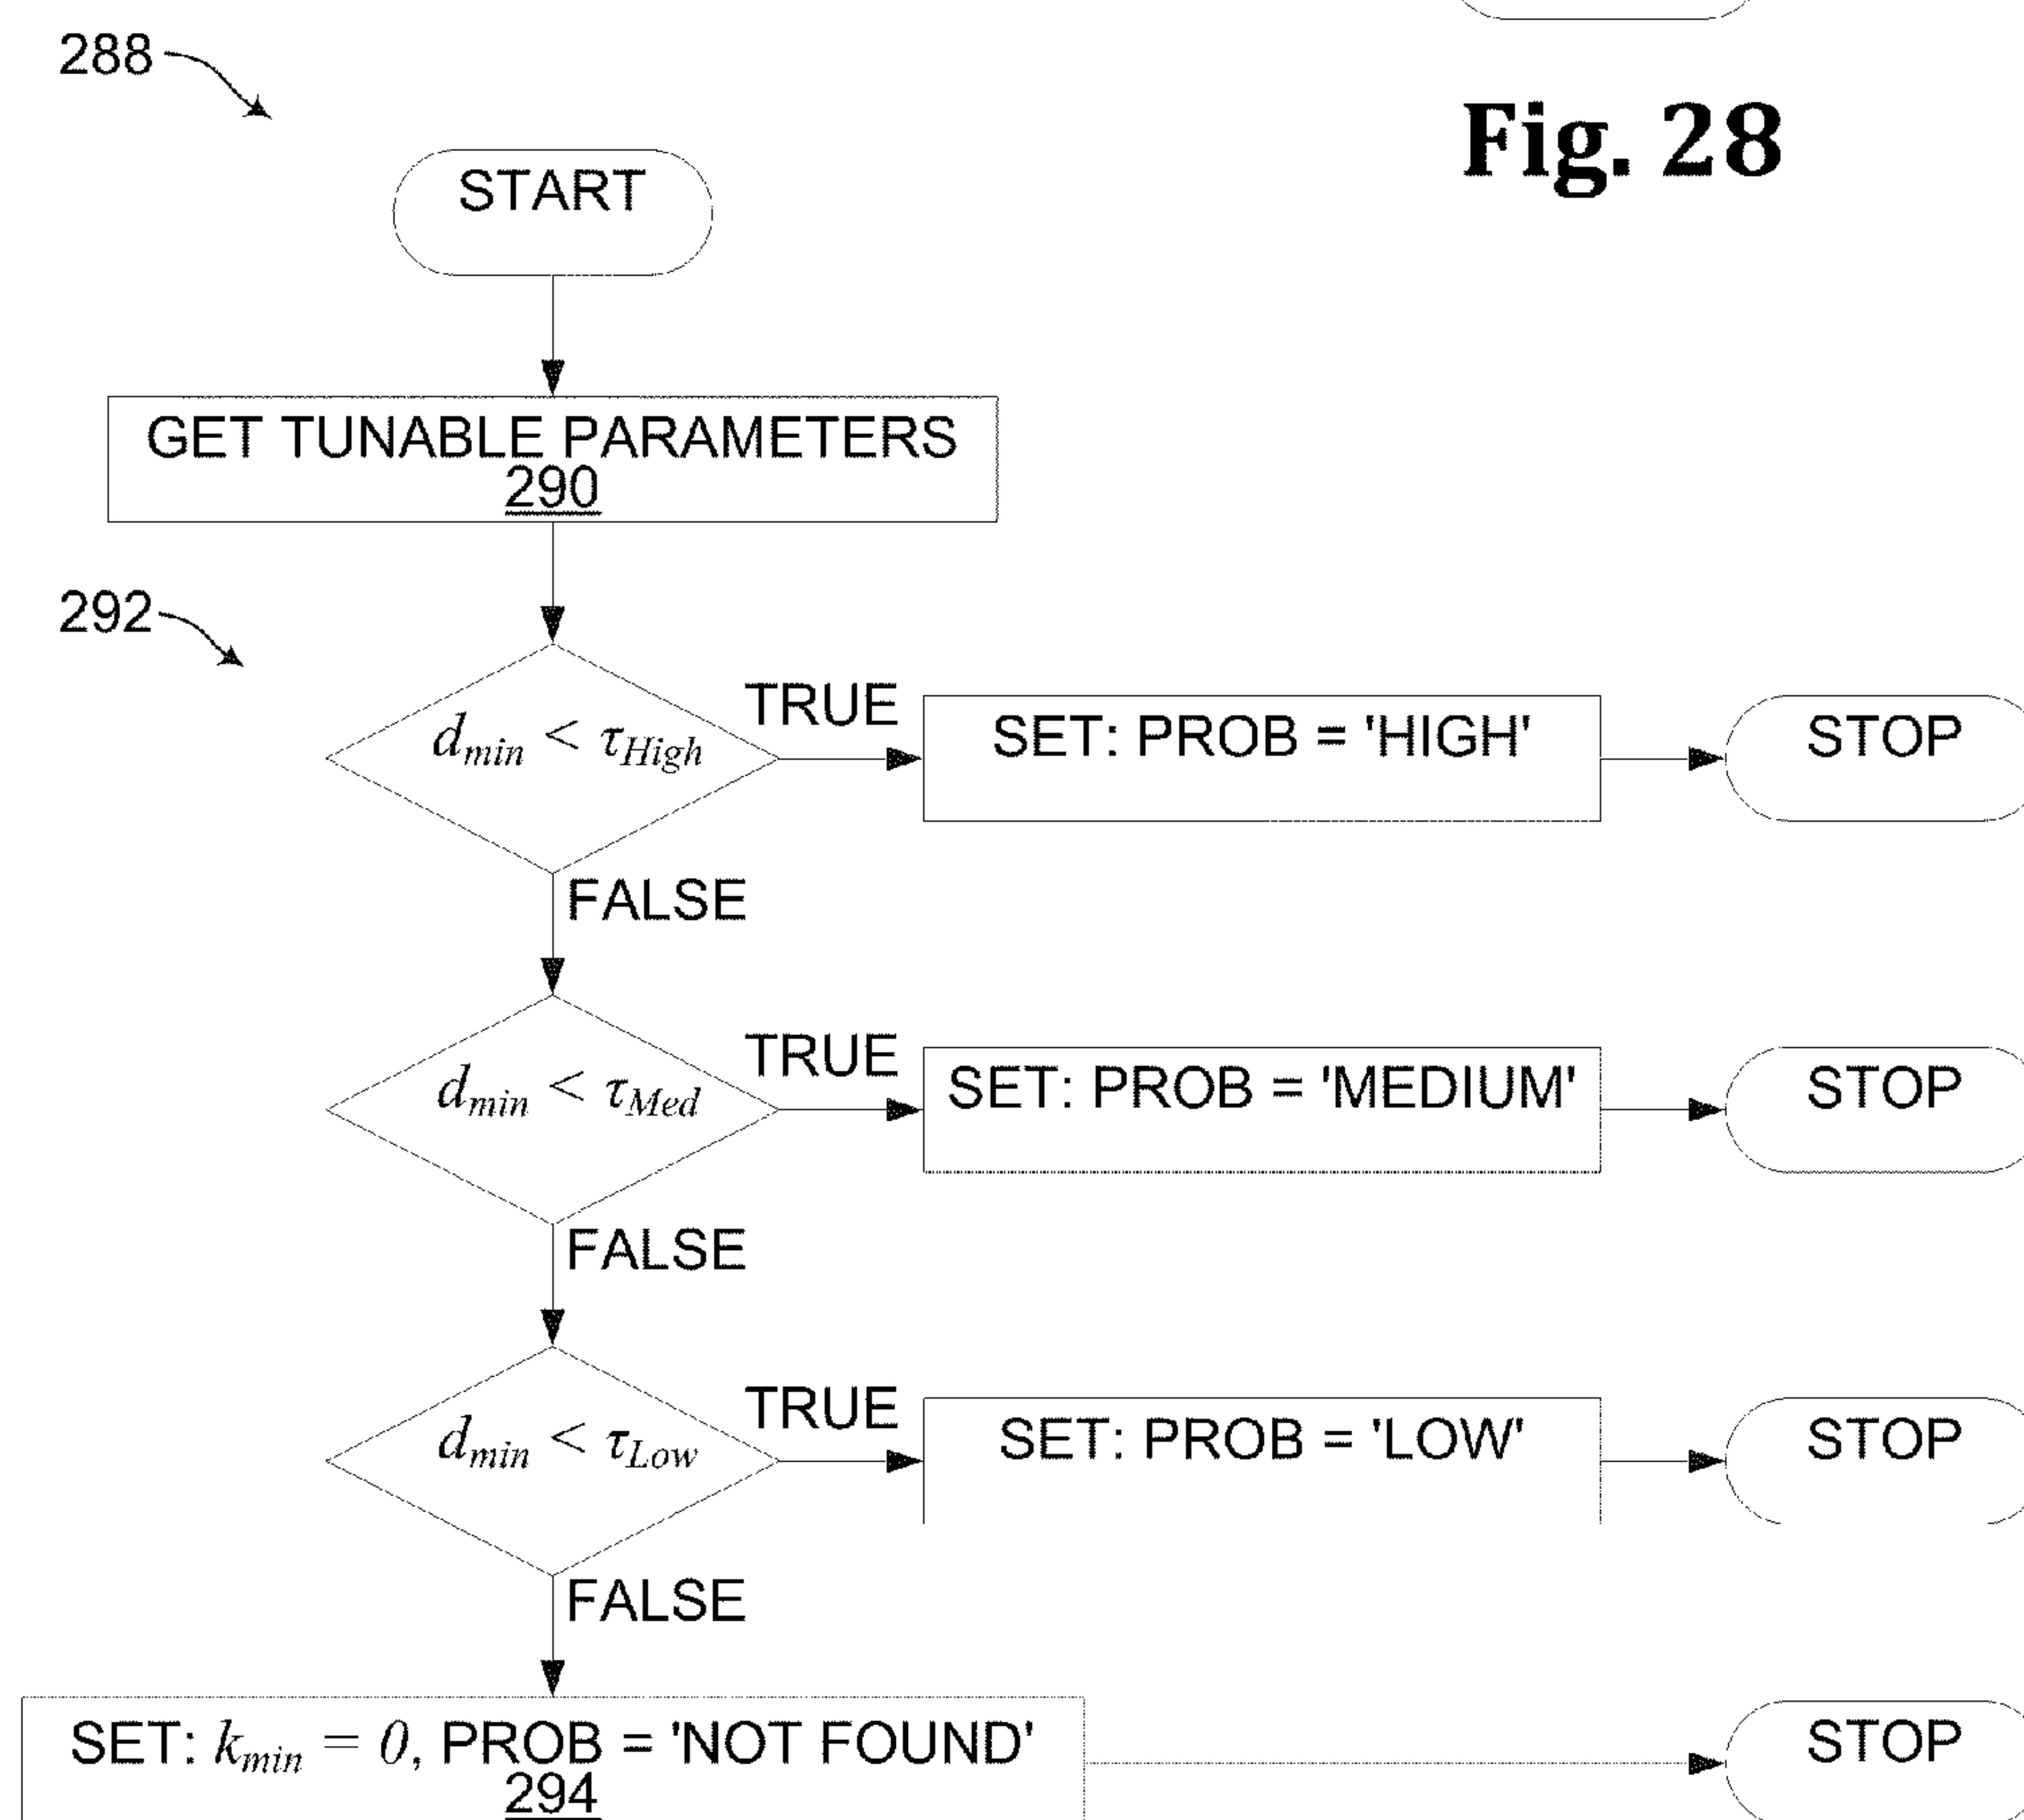 288
Fig. 28
START
GET TUNABLE PARAMETERS
290
292
d_min < τ_High
TRUE
SET: PROB = 'HIGH'
STOP
FALSE
d_min < τ_Med
TRUE
SET: PROB = 'MEDIUM'
STOP
FALSE
d_min < τ_Low
TRUE
SET: PROB = 'LOW'
STOP
FALSE
SET: k_min = 0, PROB = 'NOT FOUND'
294
STOP